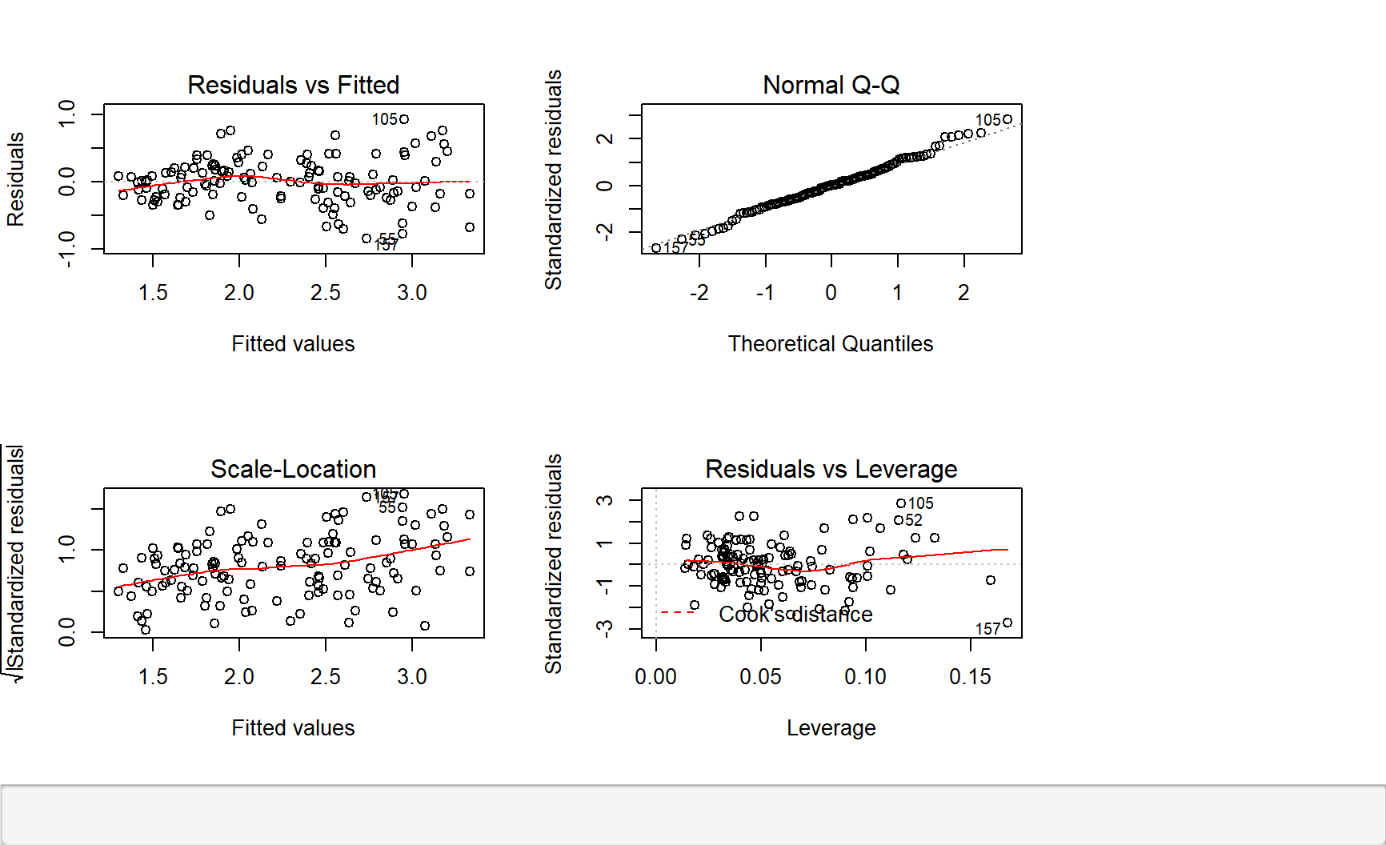 Residuals vs Fitted
Residuals
1.0
0.0
-1.0
105
55
157
1.5 2.0 2.5 3.0
Fitted values
Normal Q-Q
Standardized residuals
2
0
-2
105
55
157
-2 -1 0 1 2
Theoretical Quantiles
Scale-Location
√|Standardized residuals|
1.0
0.0
105
157
55
1.5 2.0 2.5 3.0
Fitted values
Residuals vs Leverage
Standardized residuals
3
1
-1
-3
105
52
Cook's distance
157
0.00 0.05 0.10 0.15
Leverage